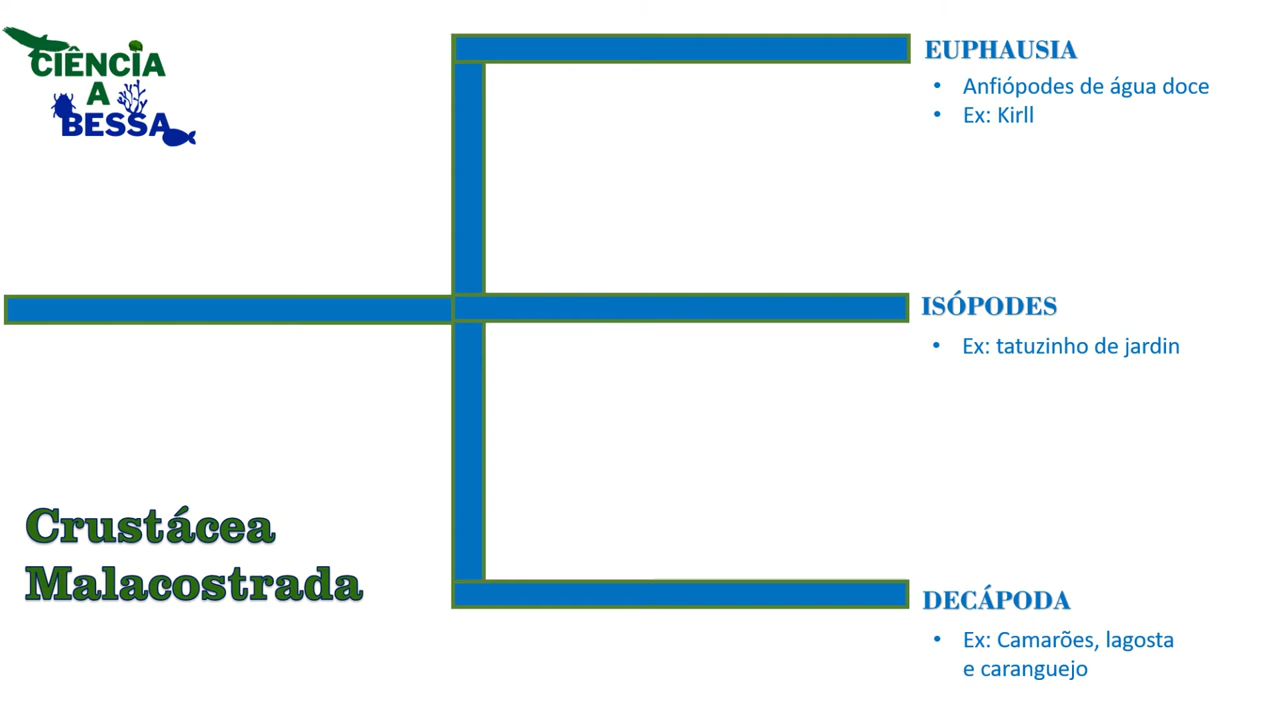 CIÊNCIA
A
BESSA
EUPHAUSIA
• Anfiópodes de água doce
• Ex: Kirll
ISÓPODES
• Ex: tatuzinho de jardin
Crustácea
Malacostrada
DECÁPODA
• Ex: Camarões, lagosta
e caranguejo